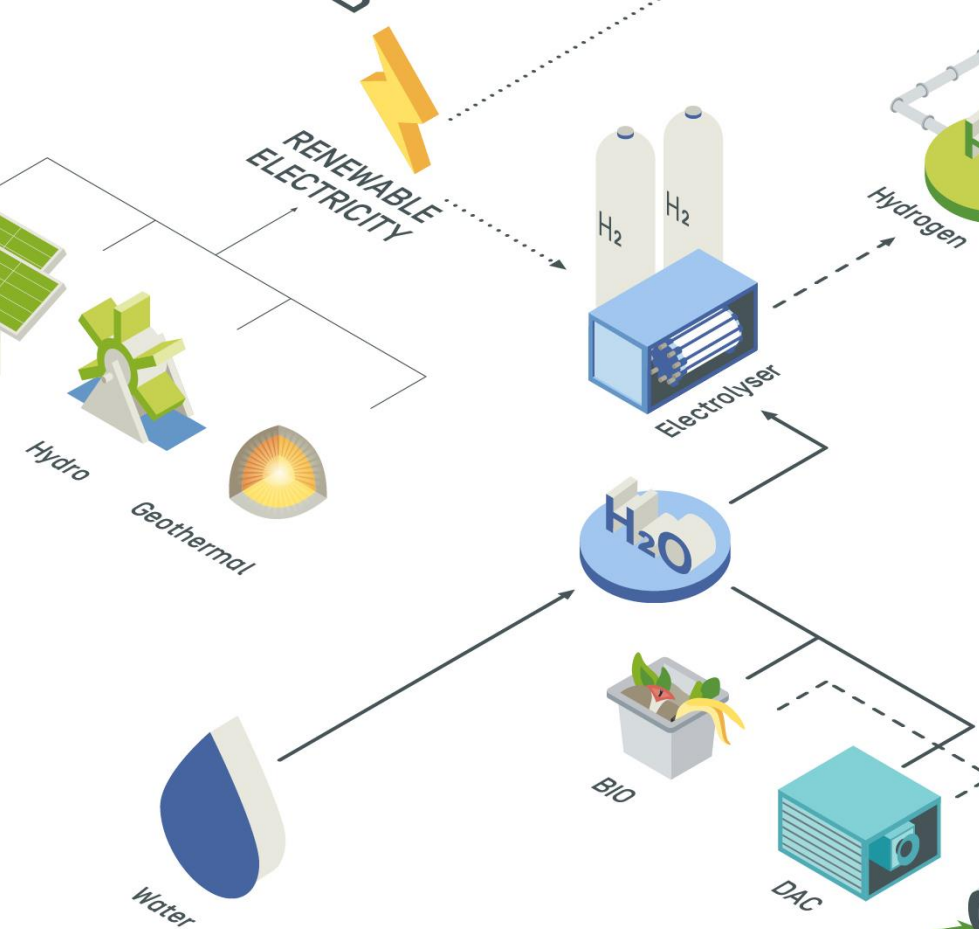 RENEWABLE
ELECTRICITY
H₂
H₂
Hydrogen
Electrolyser
Hydro
Geothermal
H₂O
BIO
DAC
Water